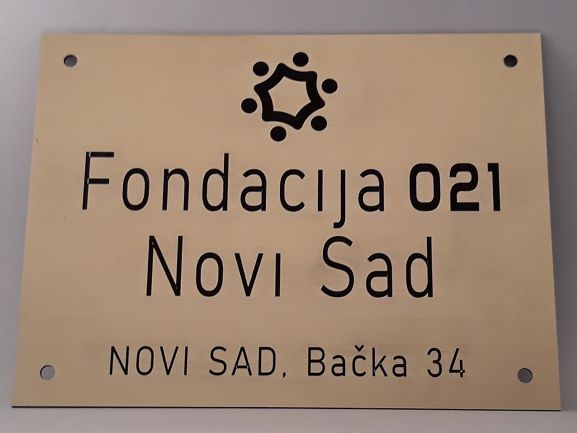 Fondacija 021
Novi Sad
NOVI SAD, Bačka 34